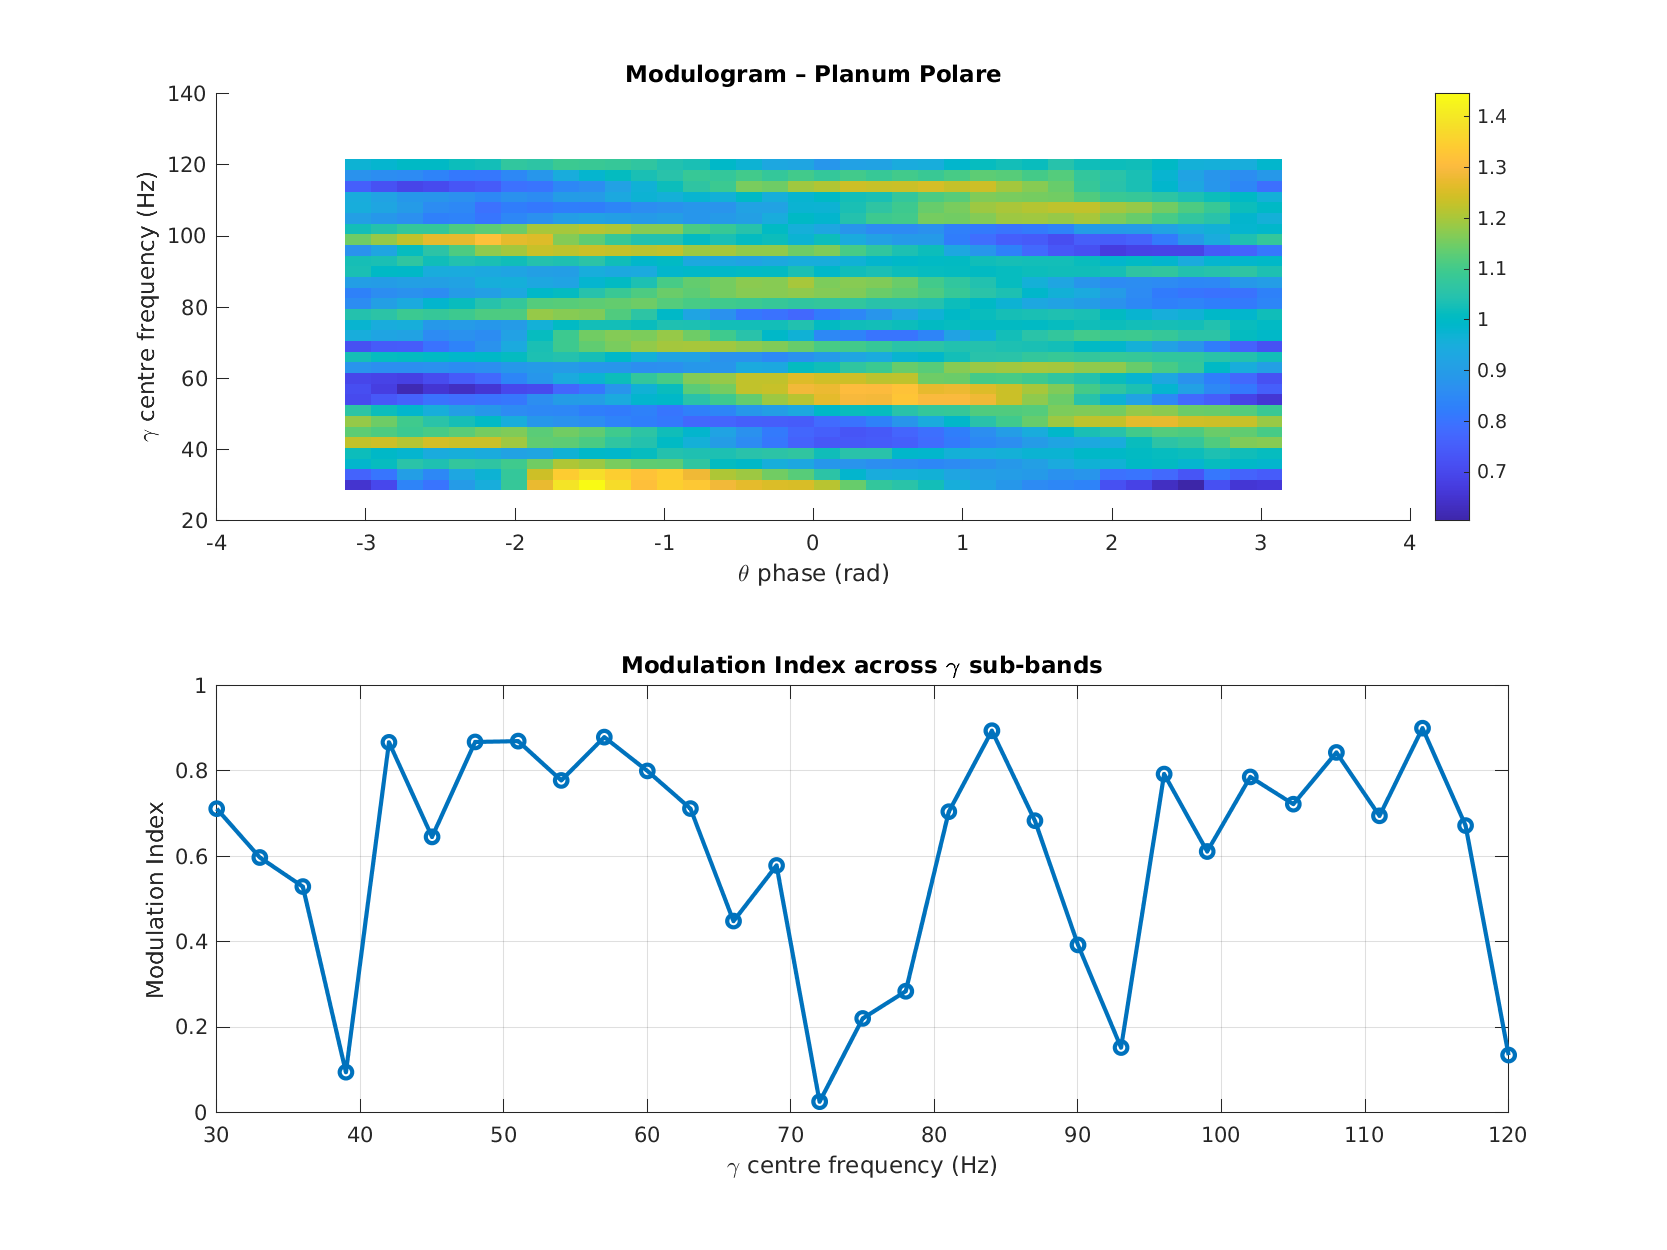 Modulogram – Planum Polare
140
120
100
80
60
40
20
γ centre frequency (Hz)
-4 -3 -2 -1 0 1 2 3 4
θ phase (rad)
1.4
1.3
1.2
1.1
1
0.9
0.8
0.7
Modulation Index across γ sub-bands
1
0.8
0.6
0.4
0.2
0
Modulation Index
30 40 50 60 70 80 90 100 110 120
γ centre frequency (Hz)